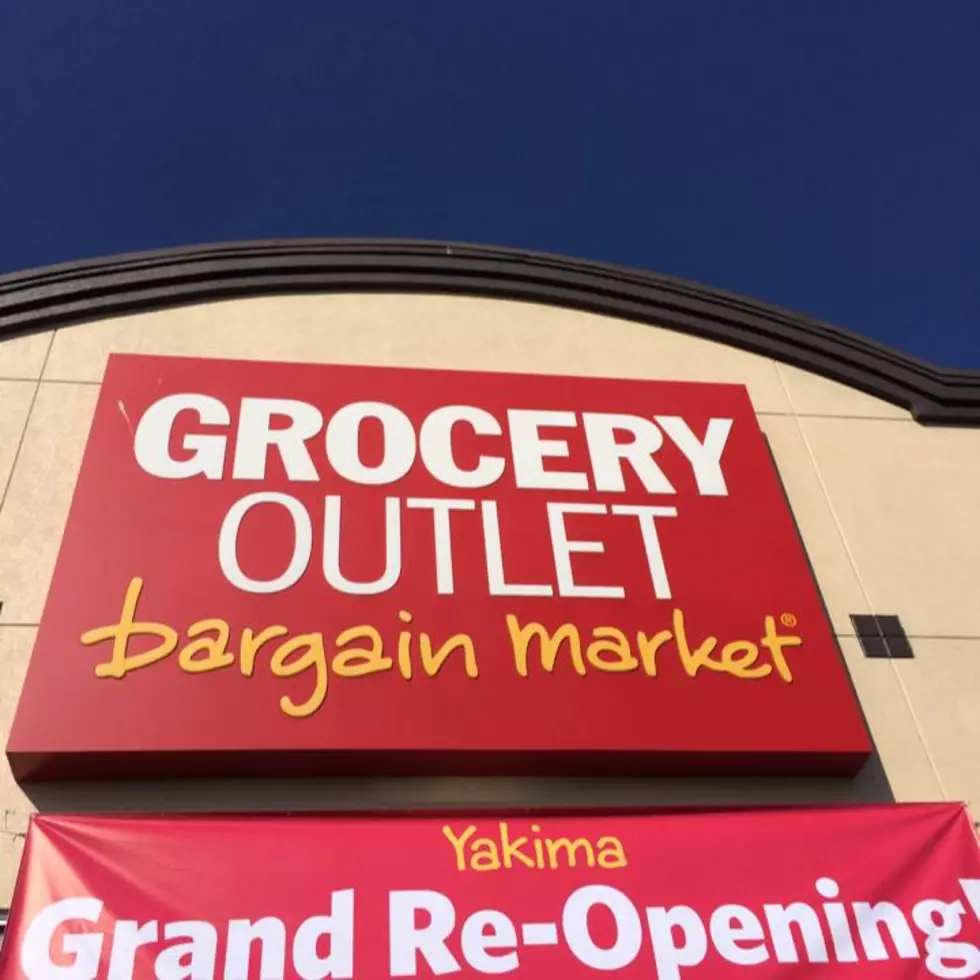 GROCERY
OUTLET
bargain market®
Yakima
Grand Re-Opening!